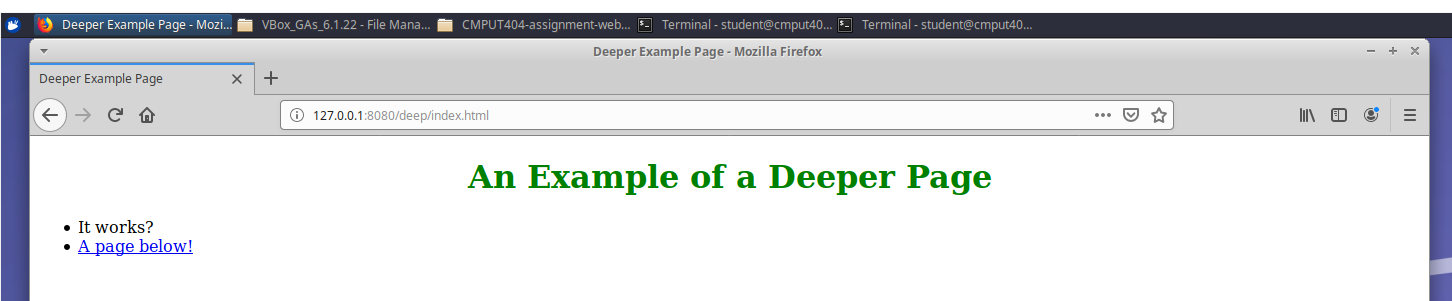 Deeper Example Page - Mozi...
VBox_GAs_6.1.22 - File Mana...
CMPUT404-assignment-web...
Terminal - student@cmput40...
Terminal - student@cmput40...
Deeper Example Page - Mozilla Firefox
Deeper Example Page
127.0.0.1:8080/deep/index.html
An Example of a Deeper Page
• It works?
• A page below!